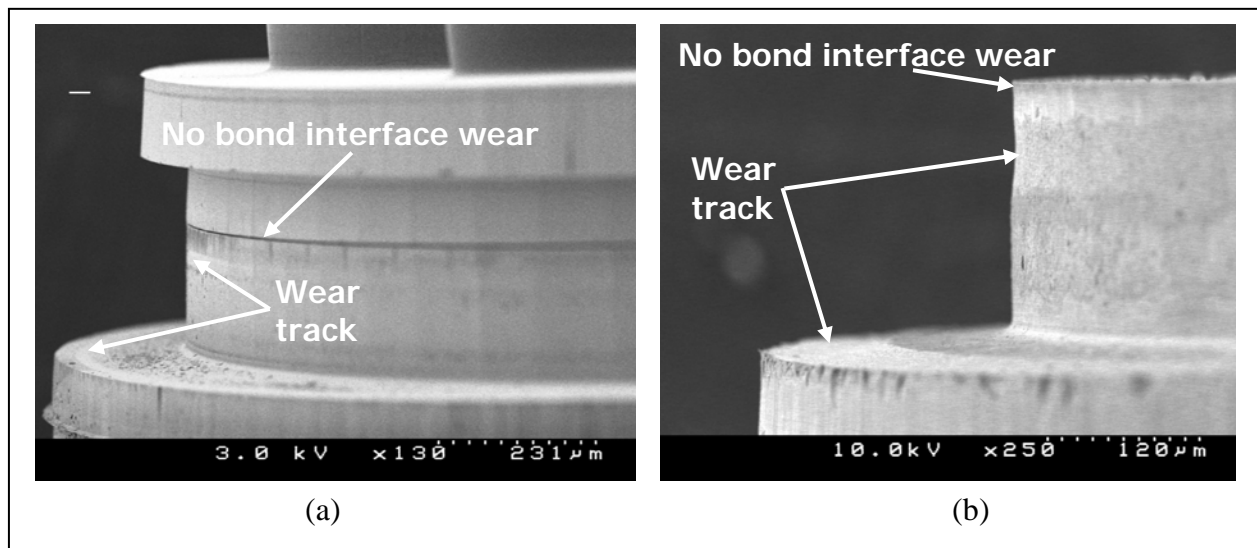 No bond interface wear
Wear
track
3.0 kV x130 231µm
(a)
No bond interface wear
Wear
track
10.0kV x250 120µm
(b)